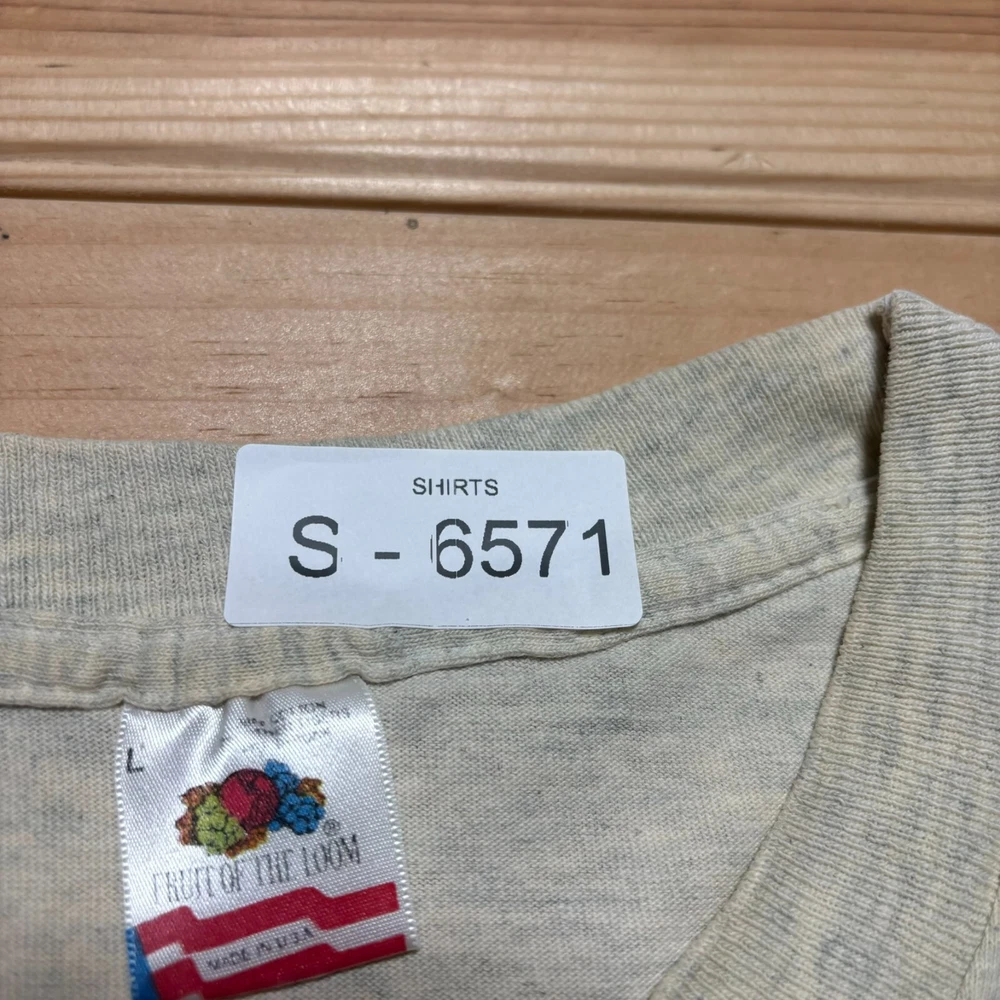 SHIRTS
S - 6571
L
FRUIT OF THE LOOM
®
MADE IN U.S.A